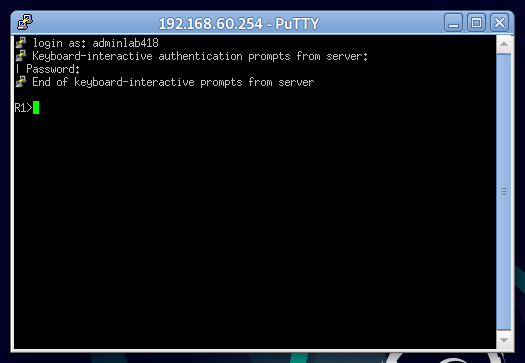 192.168.60.254 - PuTTY
login as: adminlab418
Keyboard-interactive authentication prompts from server:
| Password:
End of keyboard-interactive prompts from server
R1>